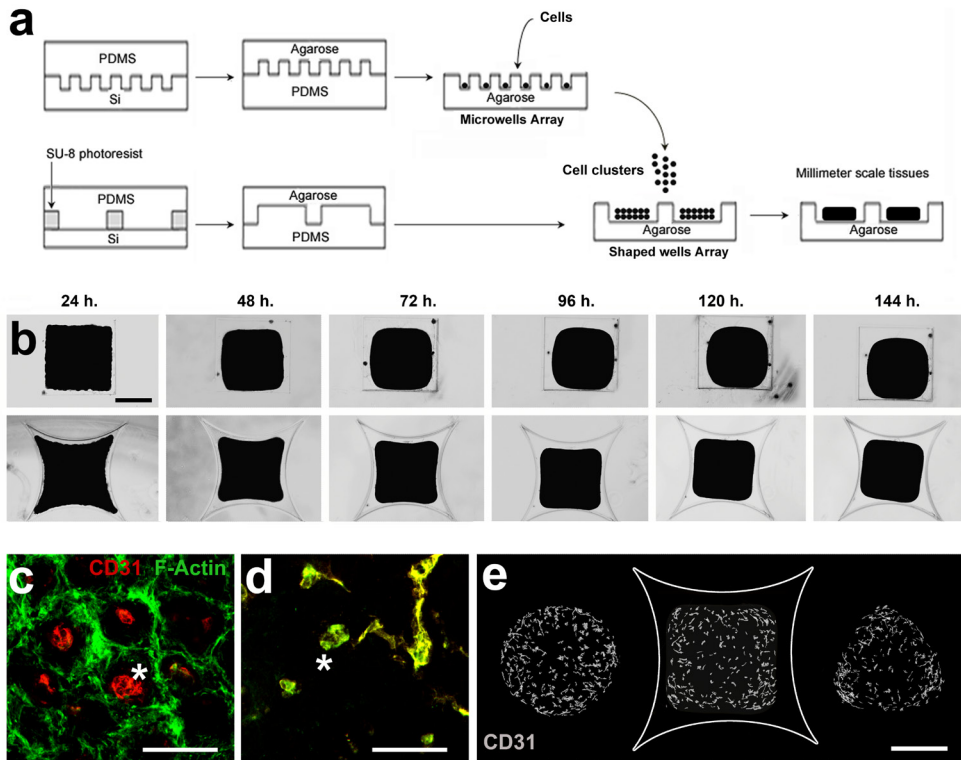 a
Cells
PDMS
Agarose
Si
PDMS
Agarose
Microwells Array
SU-8 photoresist
Cell clusters
Millimeter scale tissues
PDMS
Agarose
Si
PDMS
Agarose
Agarose
Shaped wells Array
24 h.
48 h.
72 h.
96 h.
120 h.
144 h.
b
c
CD31 F-Actin
*
d
*
e
CD31